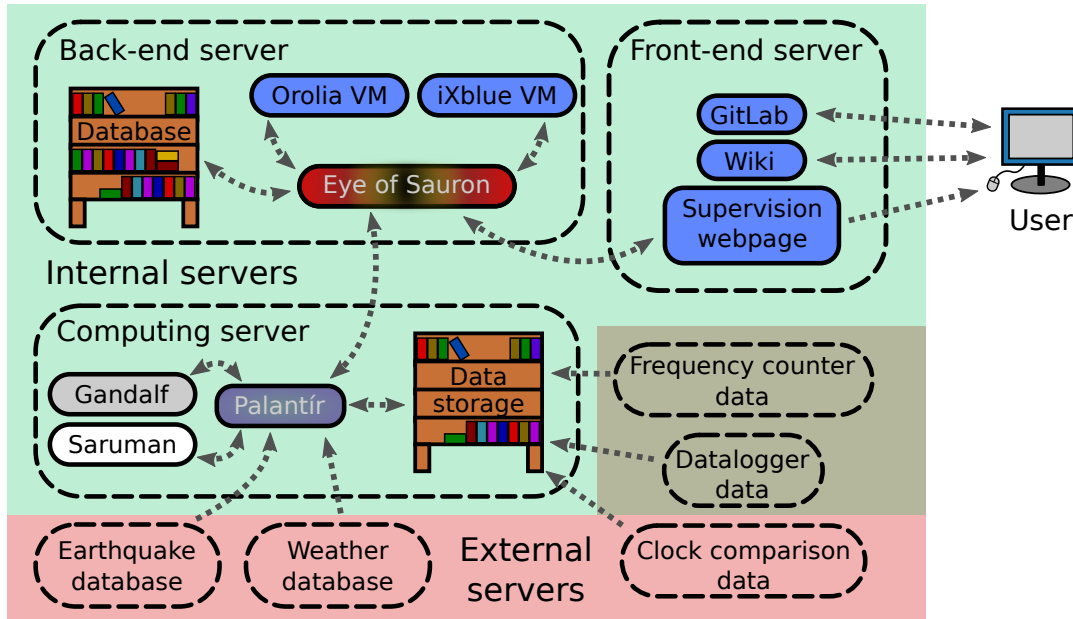 Back-end server
Orolia VM
iXblue VM
Database
Eye of Sauron
Front-end server
GitLab
Wiki
Supervision
webpage
User
Internal servers
Computing server
Gandalf
Saruman
Palantír
Data
storage
Frequency counter
data
Datalogger
data
Earthquake
database
Weather
database
External
servers
Clock comparison
data